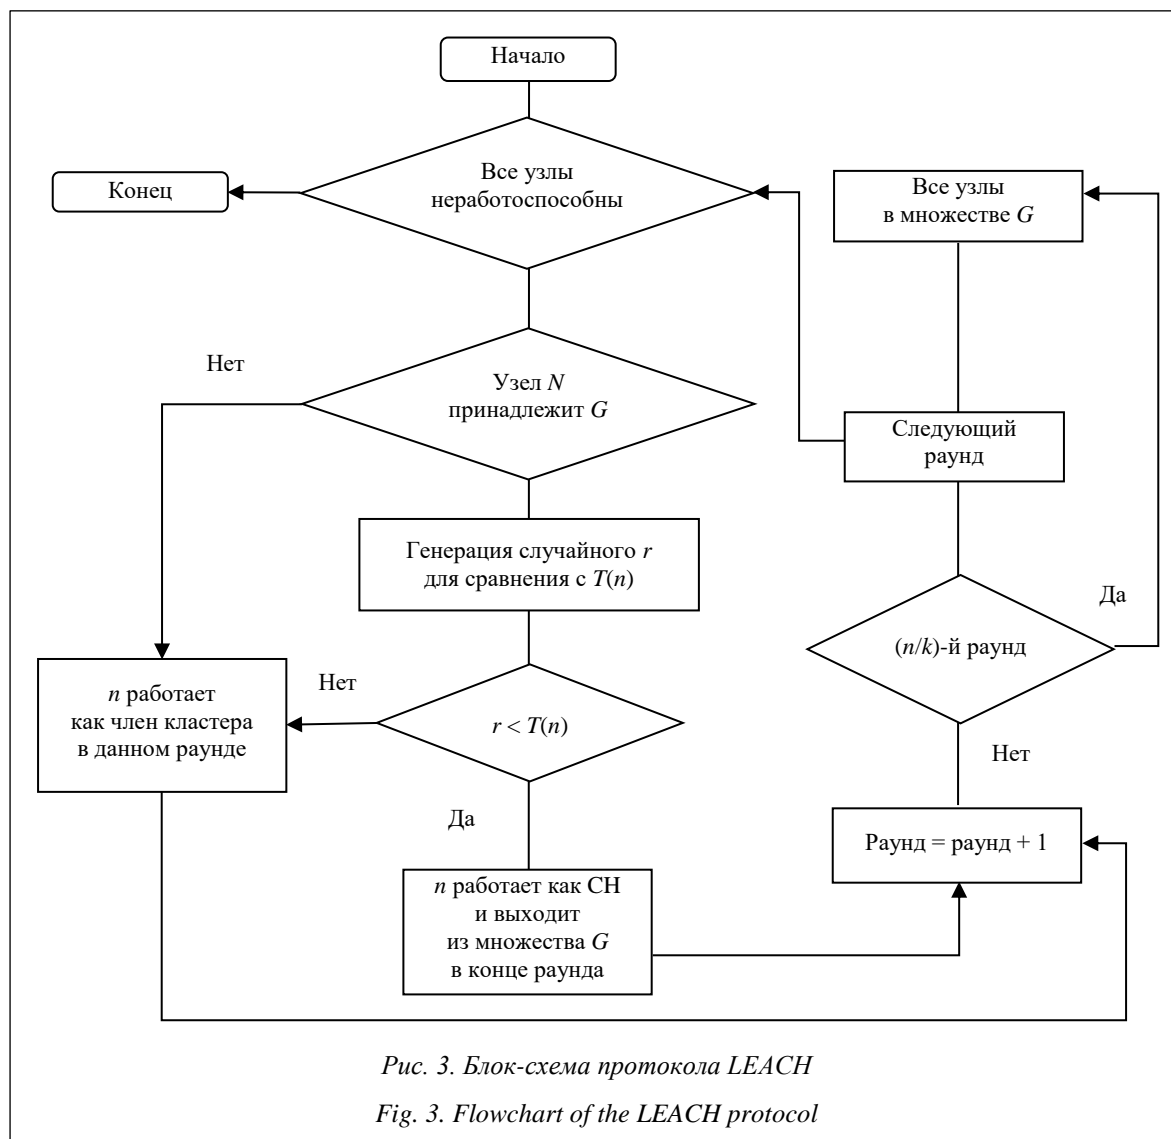 Начало
Все узлы
неработоспособны
Конец
Все узлы
в множестве G
Нет
Узел N
принадлежит G
Следующий
раунд
Генерация случайного r
для сравнения с T(n)
Да
(n/k)-й раунд
n работает
как член кластера
в данном раунде
Нет
r < T(n)
Нет
Да
Раунд = раунд + 1
n работает как CH
и выходит
из множества G
в конце раунда
Рис. 3. Блок-схема протокола LEACH
Fig. 3. Flowchart of the LEACH protocol